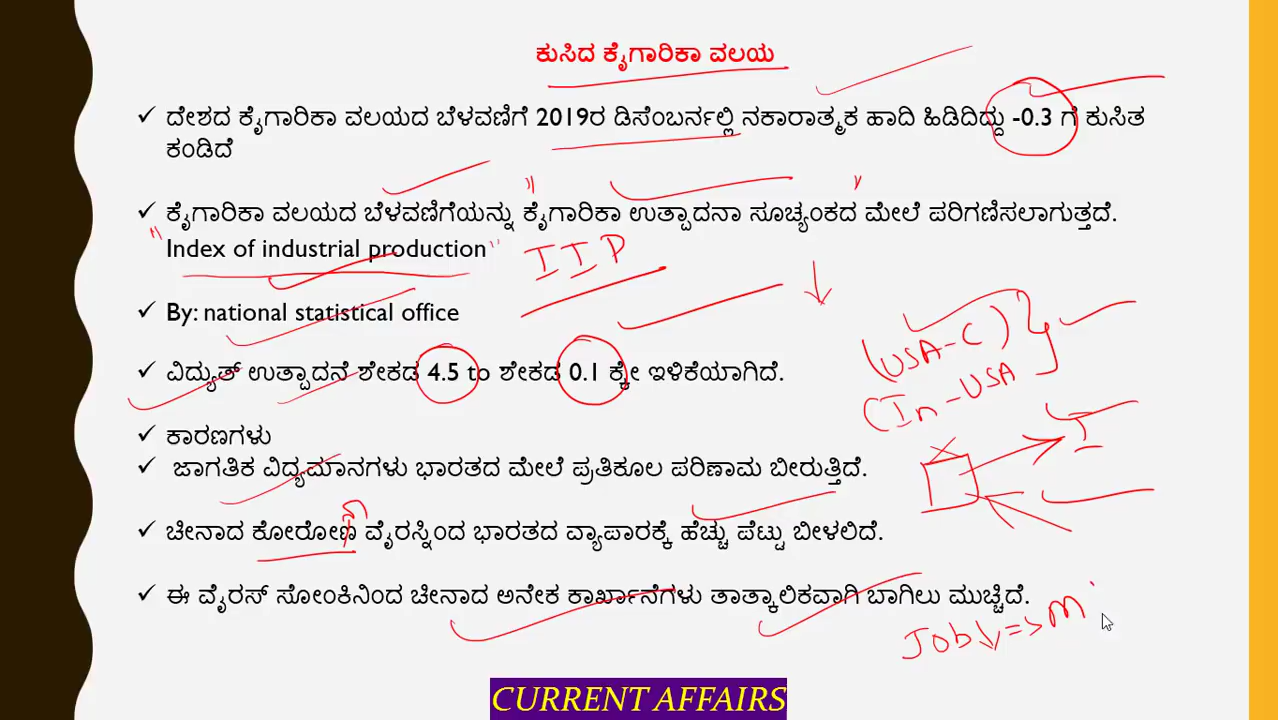 ಕುಸಿದ ಕೈಗಾರಿಕಾ ವಲಯ
ದೇಶದ ಕೈಗಾರಿಕಾ ವಲಯದ ಬೆಳವಣಿಗೆ 2019ರ ಡಿಸೆಂಬರ್ನಲ್ಲಿ ನಕಾರಾತ್ಮಕ ಹಾದಿ ಹಿಡಿದಿದ್ದು -0.3 ಗೆ ಕುಸಿತ
ಕಂಡಿದೆ
ಕೈಗಾರಿಕಾ ವಲಯದ ಬೆಳವಣಿಗೆಯನ್ನು ಕೈಗಾರಿಕಾ ಉತ್ಪಾದನಾ ಸೂಚ್ಯಂಕದ ಮೇಲೆ ಪರಿಗಣಿಸಲಾಗುತ್ತದೆ.
Index of industrial production
IIP
By: national statistical office
(USA-C)
ವಿದ್ಯುತ್ ಉತ್ಪಾದನೆ ಶೇಕಡ 4.5 to ಶೇಕಡ 0.1 ಕ್ಕೇ ಇಳಿಕೆಯಾಗಿದೆ.
(In-USA
ಕಾರಣಗಳು
I
ಜಾಗತಿಕ ವಿದ್ಯಮಾನಗಳು ಭಾರತದ ಮೇಲೆ ಪ್ರತಿಕೂಲ ಪರಿಣಾಮ ಬೀರುತ್ತಿದೆ.
ಚೀನಾದ ಕೋರೋಣ ವೈರಸ್ನಿಂದ ಭಾರತದ ವ್ಯಾಪಾರಕ್ಕೆ ಹೆಚ್ಚು ಪೆಟ್ಟು ಬೀಳಲಿದೆ.
ಈ ವೈರಸ್ ಸೋಂಕಿನಿಂದ ಚೀನಾದ ಅನೇಕ ಕಾರ್ಖಾನೆಗಳು ತಾತ್ಕಾಲಿಕವಾಗಿ ಬಾಗಿಲು ಮುಚ್ಚಿದೆ.
Job↓=> M
CURRENT AFFAIRS